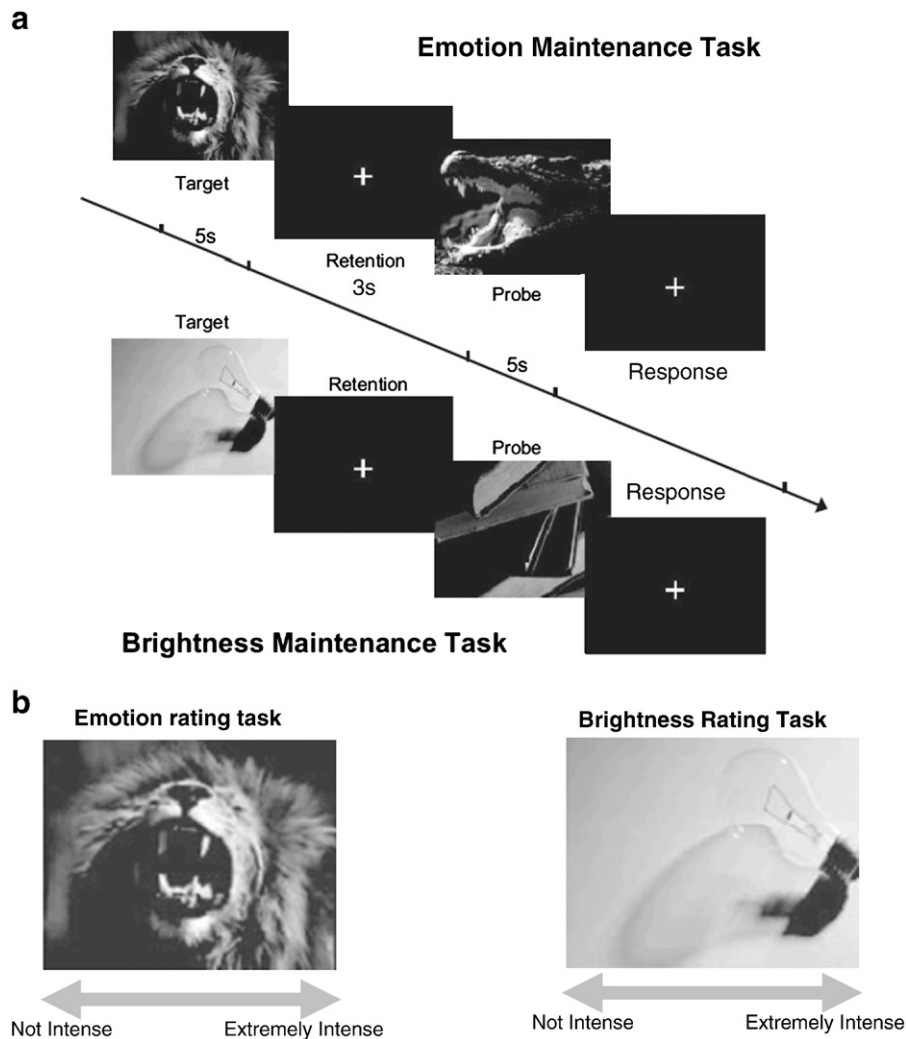 a
Emotion Maintenance Task
Target
5s
Retention
3s
Probe
Target
5s
Response
Retention
Probe
Response
Brightness Maintenance Task
b
Emotion rating task
Brightness Rating Task
Not Intense
Extremely Intense
Not Intense
Extremely Intense